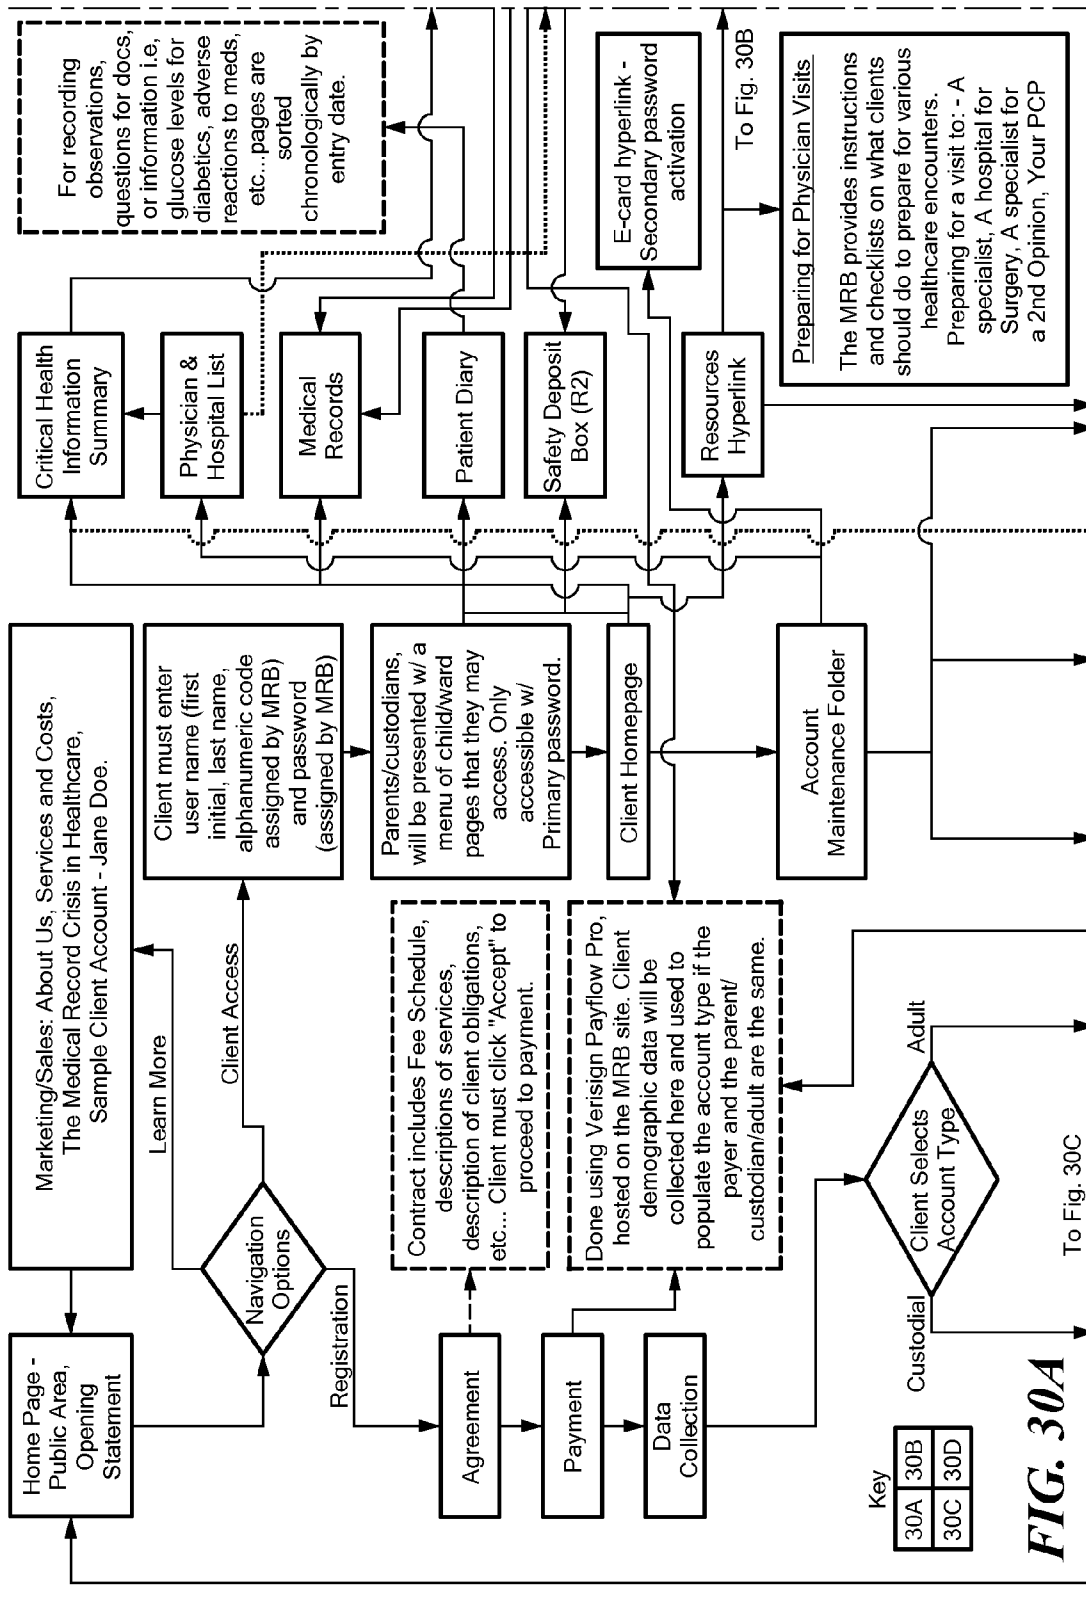 Home Page -
Public Area,
Opening
Statement
Marketing/Sales: About Us, Services and Costs,
The Medical Record Crisis in Healthcare,
Sample Client Account - Jane Doe.
Critical Health
Information
Summary
For recording
observations,
questions for docs,
or information i.e,
glucose levels for
diabetics, adverse
reactions to meds,
etc...pages are
sorted
chronologically by
entry date.
Learn More
Client Access
Navigation
Options
Registration
Client must enter
user name (first
initial, last name,
alphanumeric code
assigned by MRB)
and password
(assigned by MRB)
Physician &
Hospital List
Medical
Records
Parents/custodians,
will be presented w/ a
menu of child/ward
pages that they may
access. Only
accessible w/
Primary password.
Patient Diary
Agreement
Contract includes Fee Schedule,
descriptions of services,
description of client obligations,
etc... Client must click "Accept" to
proceed to payment.
Safety Deposit
Box (R2)
Payment
Done using Verisign Payflow Pro,
hosted on the MRB site. Client
demographic data will be
collected here and used to
populate the account type if the
payer and the parent/
custodian/adult are the same.
Client Homepage
E-card hyperlink -
Secondary password
activation
Data
Collection
Resources
Hyperlink
To Fig. 30B
Account
Maintenance Folder
Preparing for Physician Visits
The MRB provides instructions
and checklists on what clients
should do to prepare for various
healthcare encounters.
Preparing for a visit to: - A
specialist, A hospital for
Surgery, A specialist for
a 2nd Opinion, Your PCP
Key
30A 30B
30C 30D
Custodial
Client Selects
Account Type
Adult
To Fig. 30C
FIG. 30A